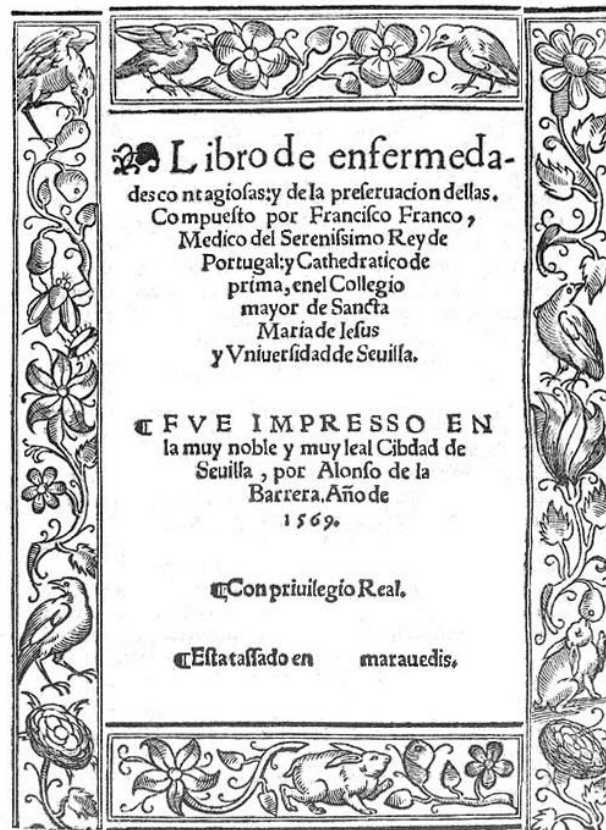 Libro de enfermeda-
des contagiosas:y de la preseruacion dellas.
Compuesto por Francisco Franco,
Medico del Serenissimo Rey de
Portugal:y Cathedratico de
prima, en el Collegio
mayor de Sancta
Maria de Iesus
y Vniuersidad de Seuilla.
¶ FVE IMPRESSO EN
la muy noble y muy leal Cibdad de
Seuilla, por Alonso de la
Barrera. Año de
1569.
¶Con priuilegio Real.
¶Esta tassado en marauedis.